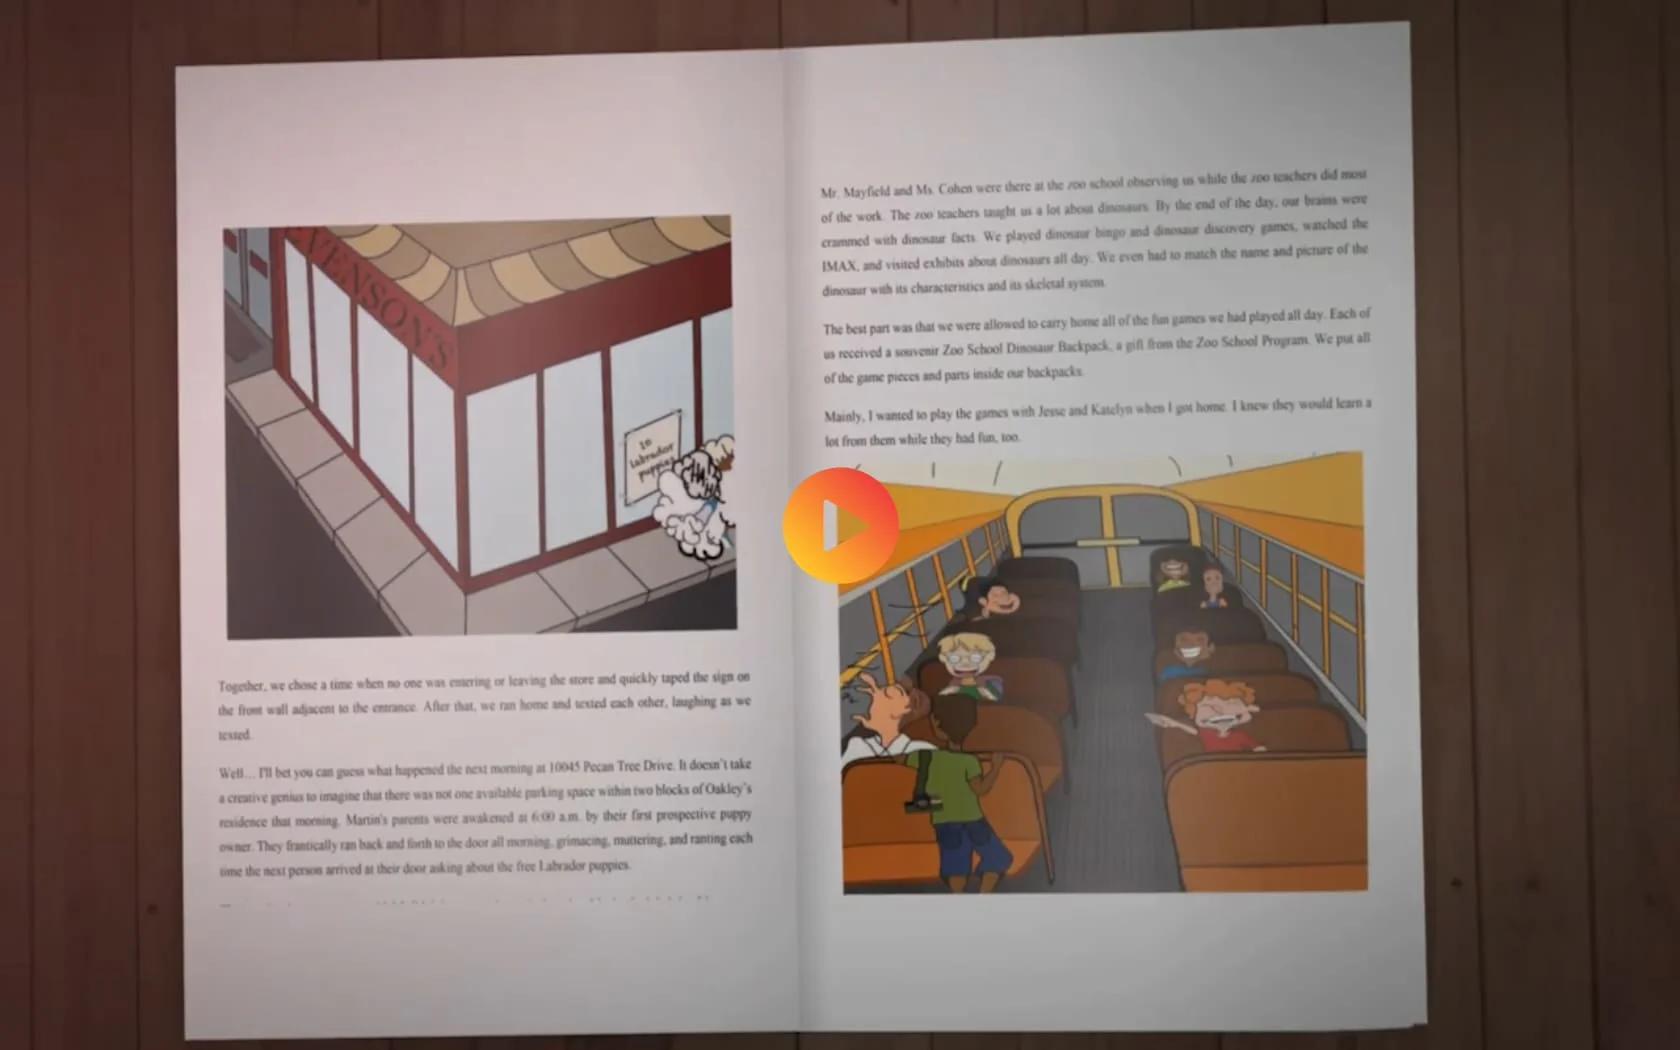 VENSON'S
10
labrador
puppies
Together, we chose a time when no one was entering or leaving the store and quickly taped the sign on
the front wall adjacent to the entrance. After that, we ran home and texted each other, laughing as we
texted.
Well… I'll bet you can guess what happened the next morning at 10045 Pecan Tree Drive. It doesn't take
a creative genius to imagine that there was not one available parking space within two blocks of Oakley's
residence that morning. Martin's parents were awakened at 6:00 a.m. by their first prospective puppy
owner. They frantically ran back and forth to the door all morning, grimacing, muttering, and ranting each
time the next person arrived at their door asking about the free Labrador puppies.
Mr. Mayfield and Ms. Cohen were there at the zoo school observing us while the zoo teachers did most
of the work. The zoo teachers taught us a lot about dinosaurs. By the end of the day, our brains were
crammed with dinosaur facts. We played dinosaur bingo and dinosaur discovery games, watched the
IMAX, and visited exhibits about dinosaurs all day. We even had to match the name and picture of the
dinosaur with its characteristics and its skeletal system.
The best part was that we were allowed to carry home all of the fun games we had played all day. Each of
us received a souvenir Zoo School Dinosaur Backpack, a gift from the Zoo School Program. We put all
of the game pieces and parts inside our backpacks.
Mainly, I wanted to play the games with Jesse and Katelyn when I got home. I knew they would learn a
lot from them while they had fun, too.